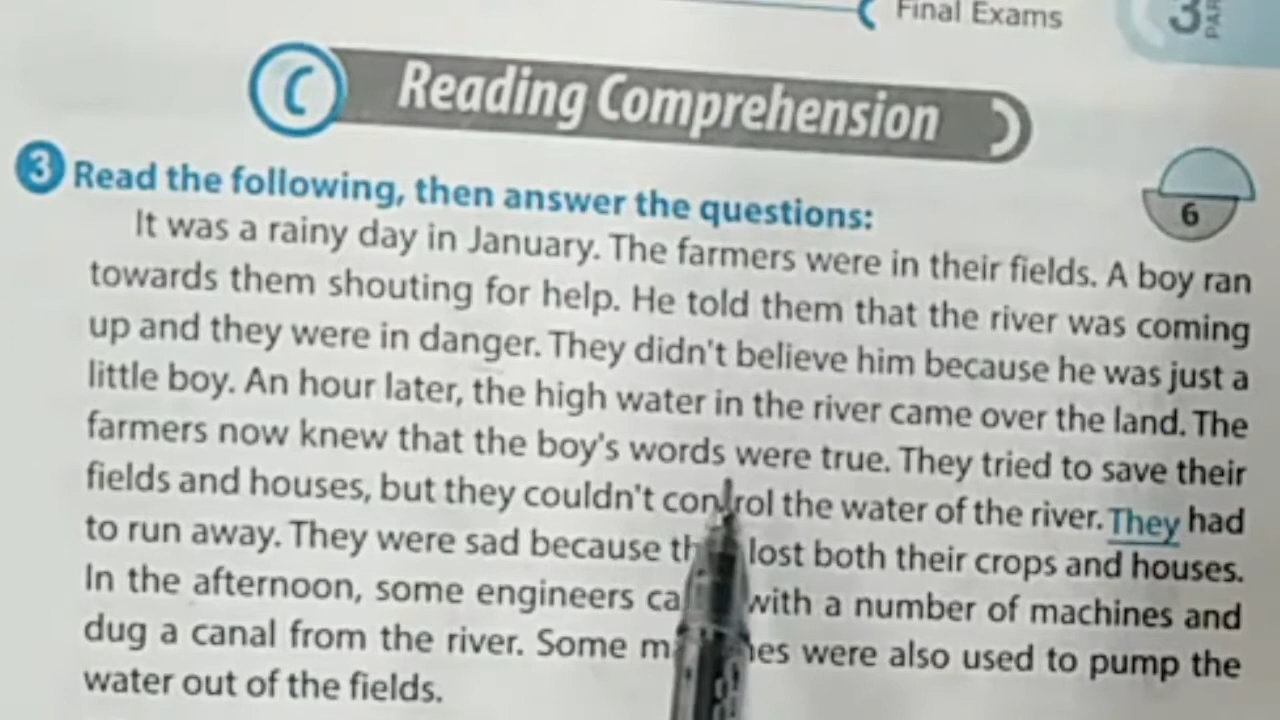 Final Exams
3
PAR
C Reading Comprehension
3 Read the following, then answer the questions:
6
It was a rainy day in January. The farmers were in their fields. A boy ran
towards them shouting for help. He told them that the river was coming
up and they were in danger. They didn't believe him because he was just a
little boy. An hour later, the high water in the river came over the land. The
farmers now knew that the boy's words were true. They tried to save their
fields and houses, but they couldn't control the water of the river. They had
to run away. They were sad because they lost both their crops and houses.
In the afternoon, some engineers came with a number of machines and
dug a canal from the river. Some machines were also used to pump the
water out of the fields.